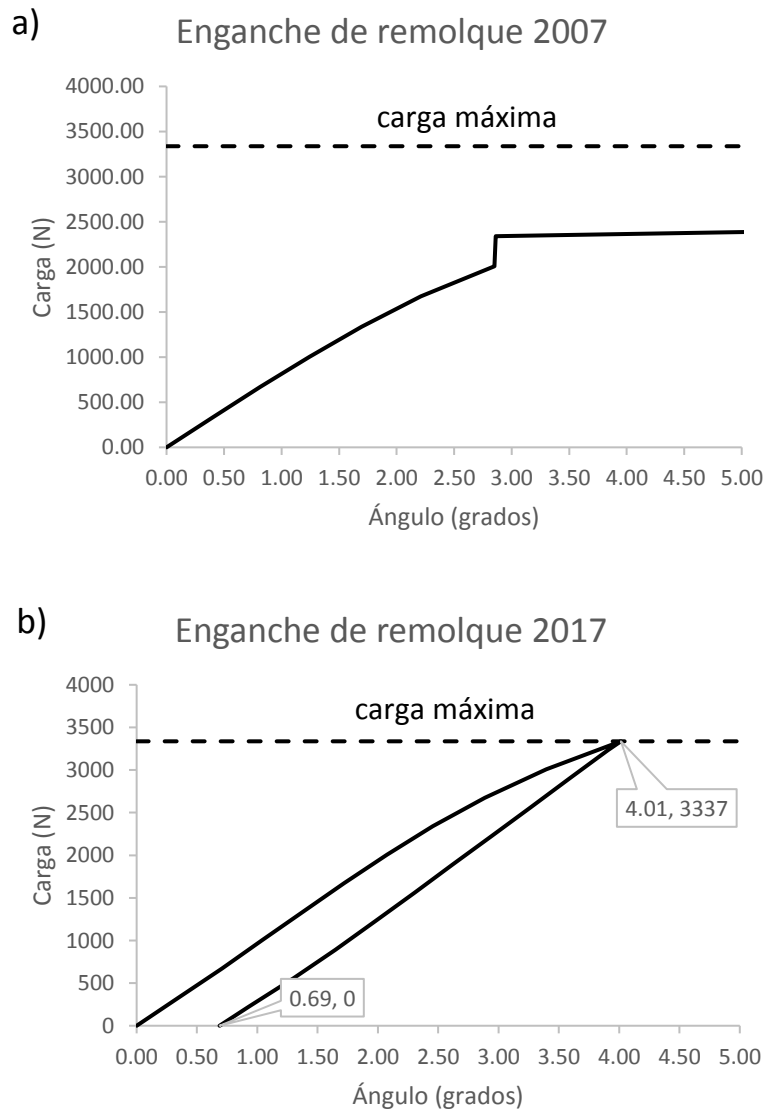 a)
Enganche de remolque 2007
4000.00
carga máxima
3500.00
3000.00
2500.00
2000.00
1500.00
1000.00
500.00
0.00
Carga (N)
0.00 0.50 1.00 1.50 2.00 2.50 3.00 3.50 4.00 4.50 5.00
Ángulo (grados)
b)
Enganche de remolque 2017
4000
carga máxima
3500
3000
2500
2000
1500
1000
500
0
Carga (N)
4.01, 3337
0.69, 0
0.00 0.50 1.00 1.50 2.00 2.50 3.00 3.50 4.00 4.50 5.00
Ángulo (grados)